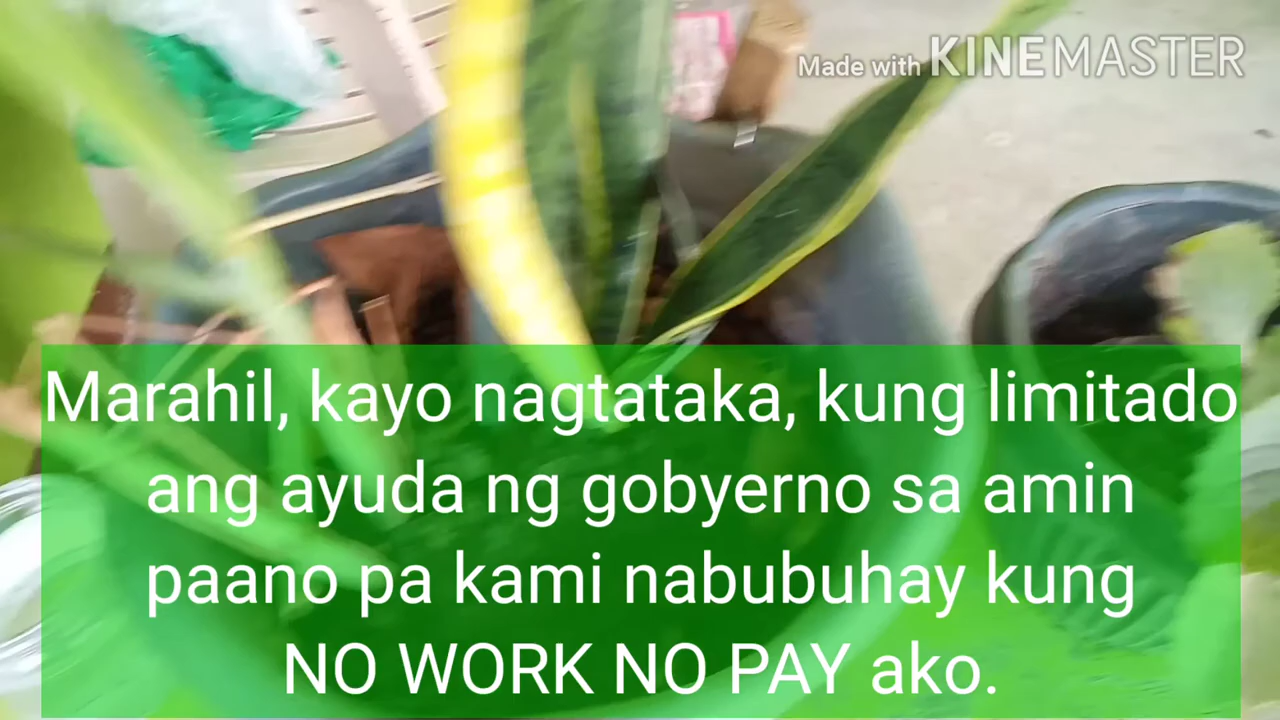 Made with KINEMASTER
Marahil, kayo nagtataka, kung limitado
ang ayuda ng gobyerno sa amin
paano pa kami nabubuhay kung
NO WORK NO PAY ako.